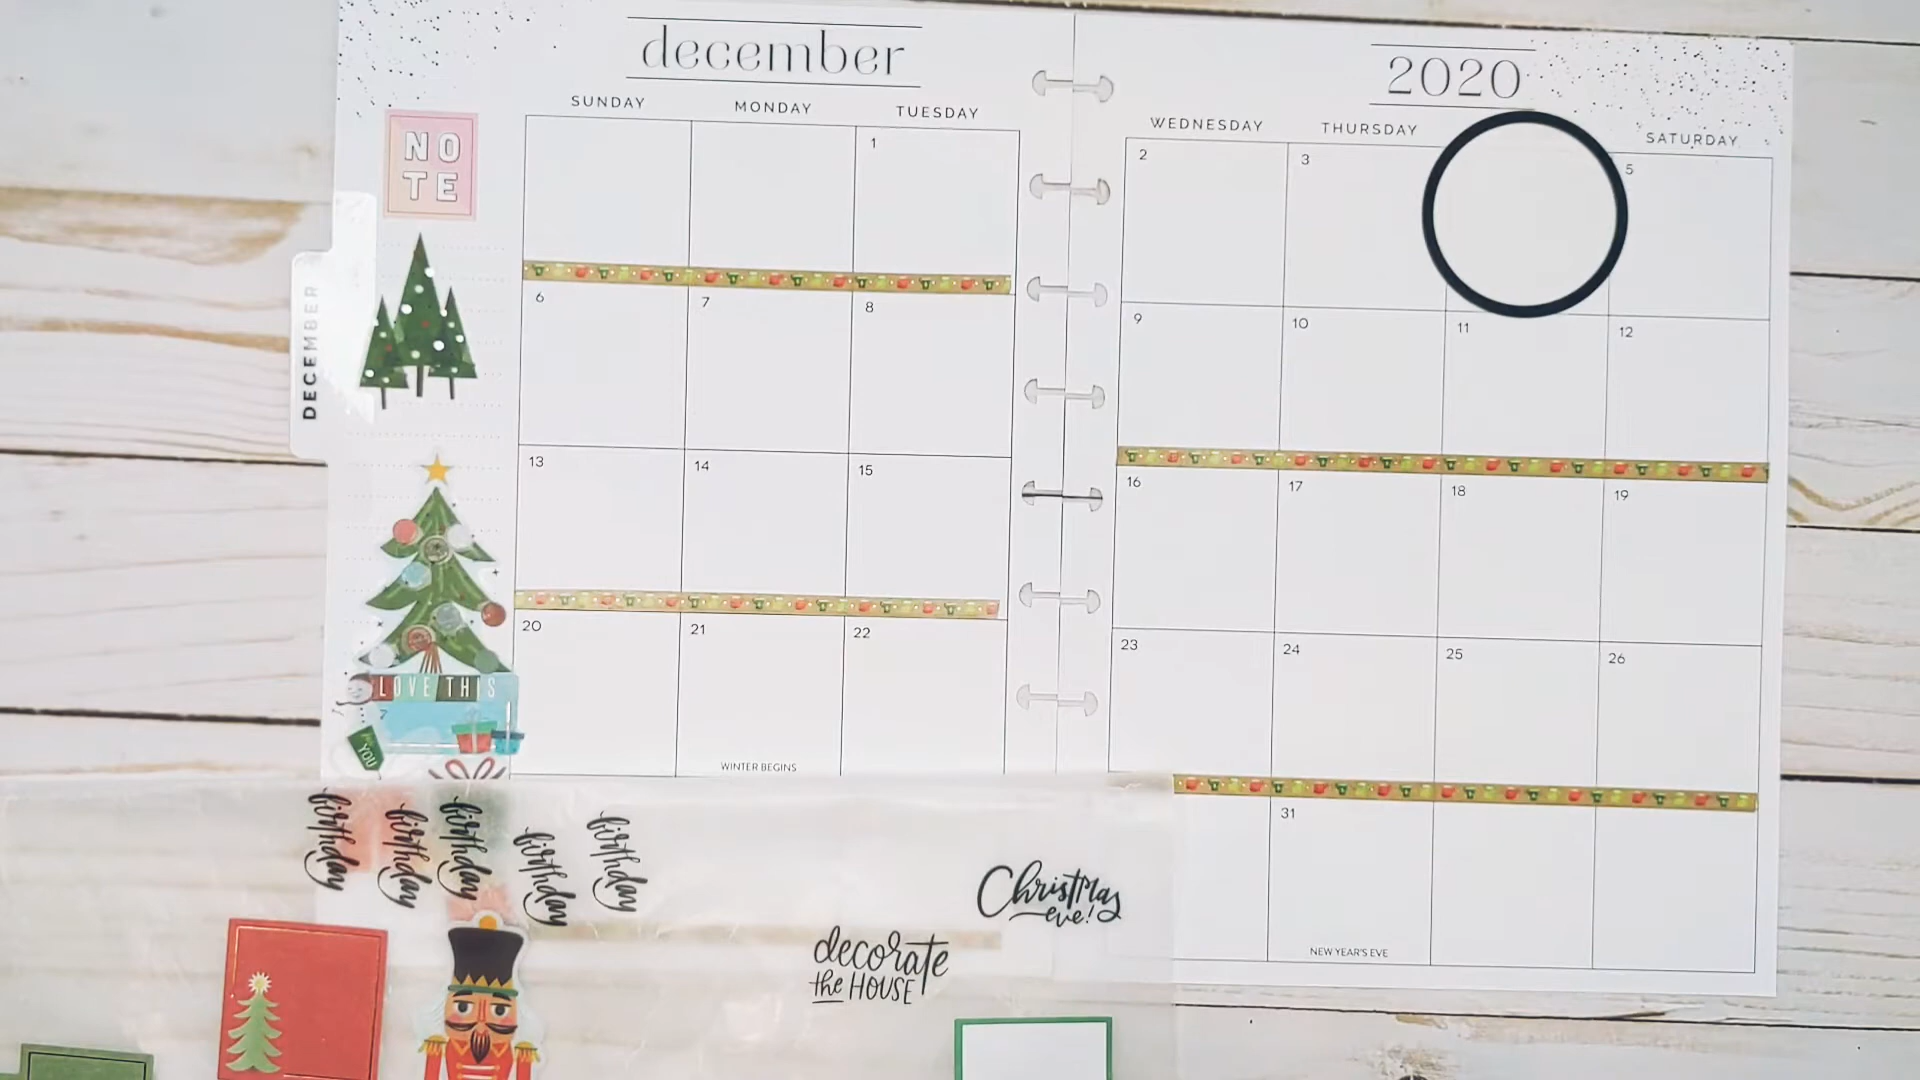 december
2020
SUNDAY MONDAY TUESDAY
WEDNESDAY THURSDAY SATURDAY
NO
TE
DECEMBER
1
2 3 5
6 7 8
9 10 11 12
13 14 15
16 17 18 19
20 21 22
23 24 25 26
WINTER BEGINS
LOVE THIS
YOU
31
NEW YEAR'S EVE
birthday
birthday
birthday
birthday
birthday
Christmas
eve!
decorate
the HOUSE